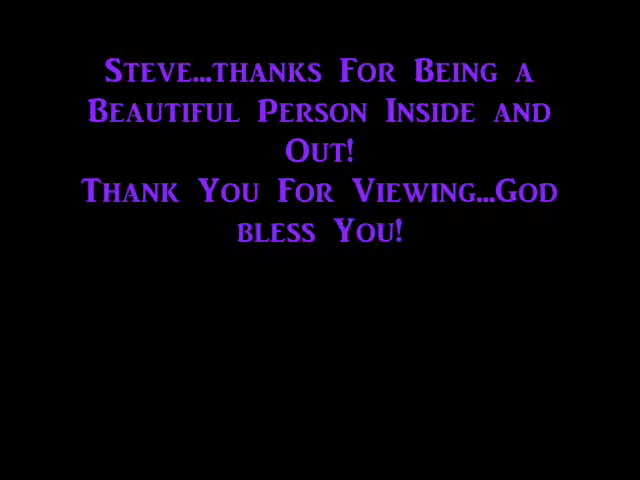 Steve...thanks For Being a
Beautiful Person Inside and
Out!
Thank You For Viewing...God
bless You!